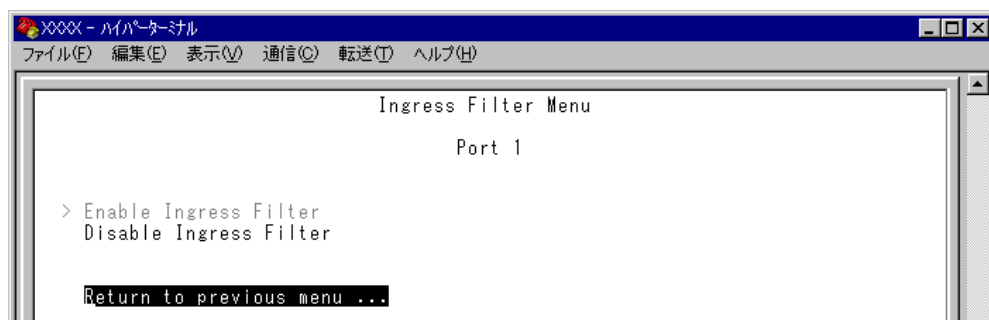 XXXX - ハイパーターミナル
ファイル(F) 編集(E) 表示(V) 通信(C) 転送(T) ヘルプ(H)
Ingress Filter Menu
Port 1
> Enable Ingress Filter
Disable Ingress Filter
Return to previous menu ...